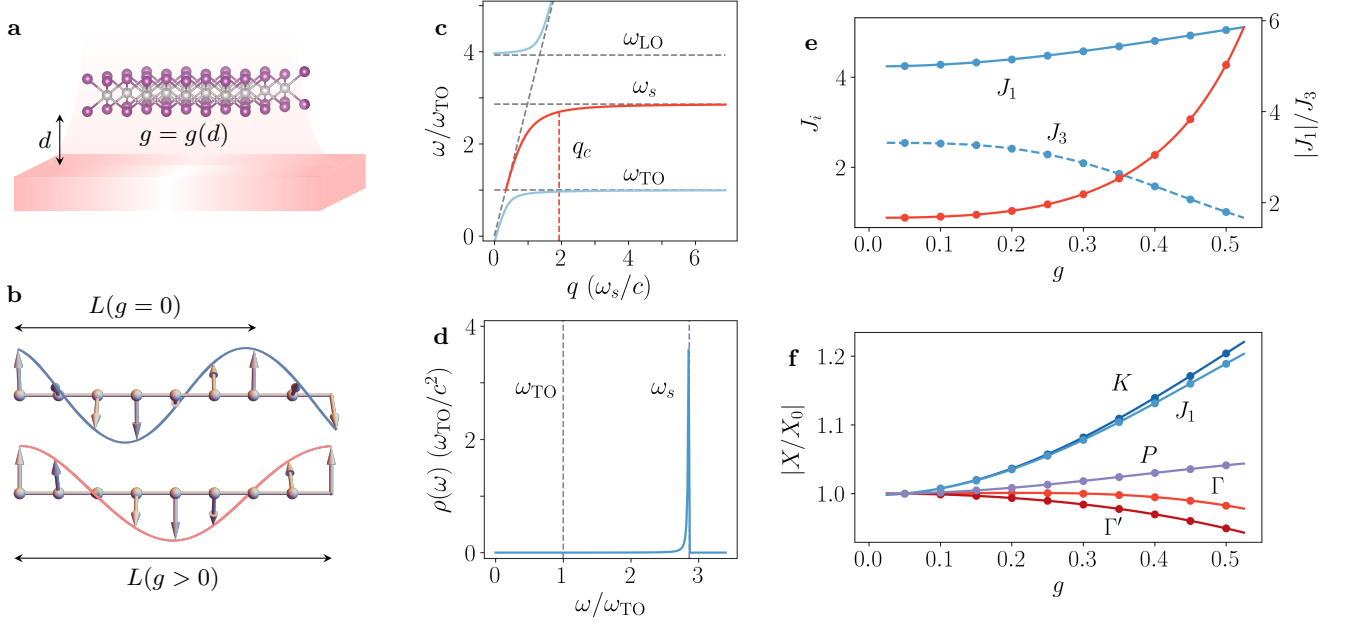 a
d
g = g(d)
b
L(g = 0)
L(g > 0)
c
ω/ω_TO
4
2
0
ω_LO
ω_s
q_c
ω_TO
0 2 4 6
q (ω_s/c)
d
ρ(ω) (ω_TO/c²)
4
2
0
ω_TO
ω_s
0 1 2 3
ω/ω_TO
e
J_i
4
2
J_1
J_3
6
4
2
|J_1|/J_3
0.0 0.1 0.2 0.3 0.4 0.5
g
f
|X/X_0|
1.2
1.1
1.0
K
J_1
P
Γ
Γ′
0.0 0.1 0.2 0.3 0.4 0.5
g